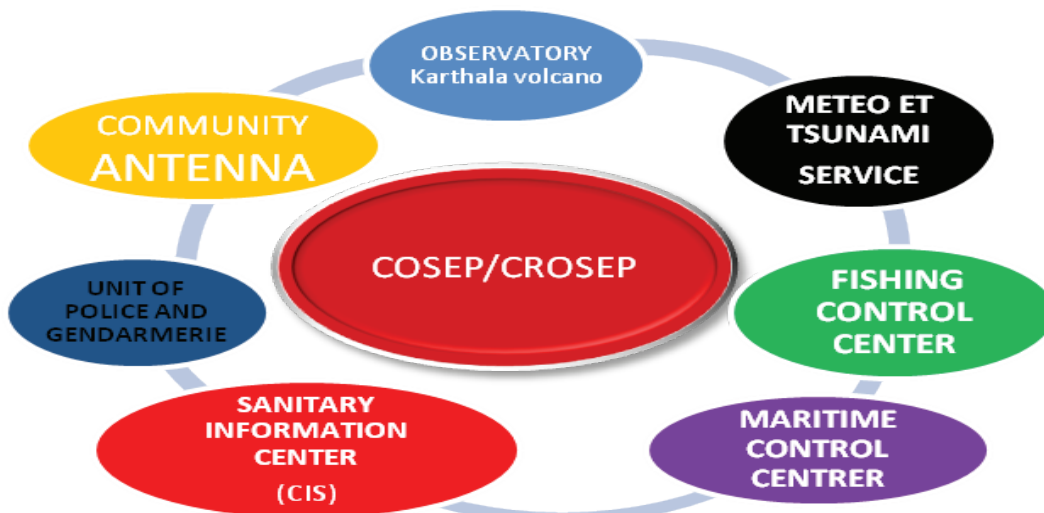 OBSERVATORY
Karthala volcano
METEO ET
TSUNAMI
SERVICE
COMMUNITY
ANTENNA
COSEP/CROSEP
UNIT OF
POLICE AND
GENDARMERIE
FISHING
CONTROL
CENTER
SANITARY
INFORMATION
CENTER
(CIS)
MARITIME
CONTROL
CENTRER